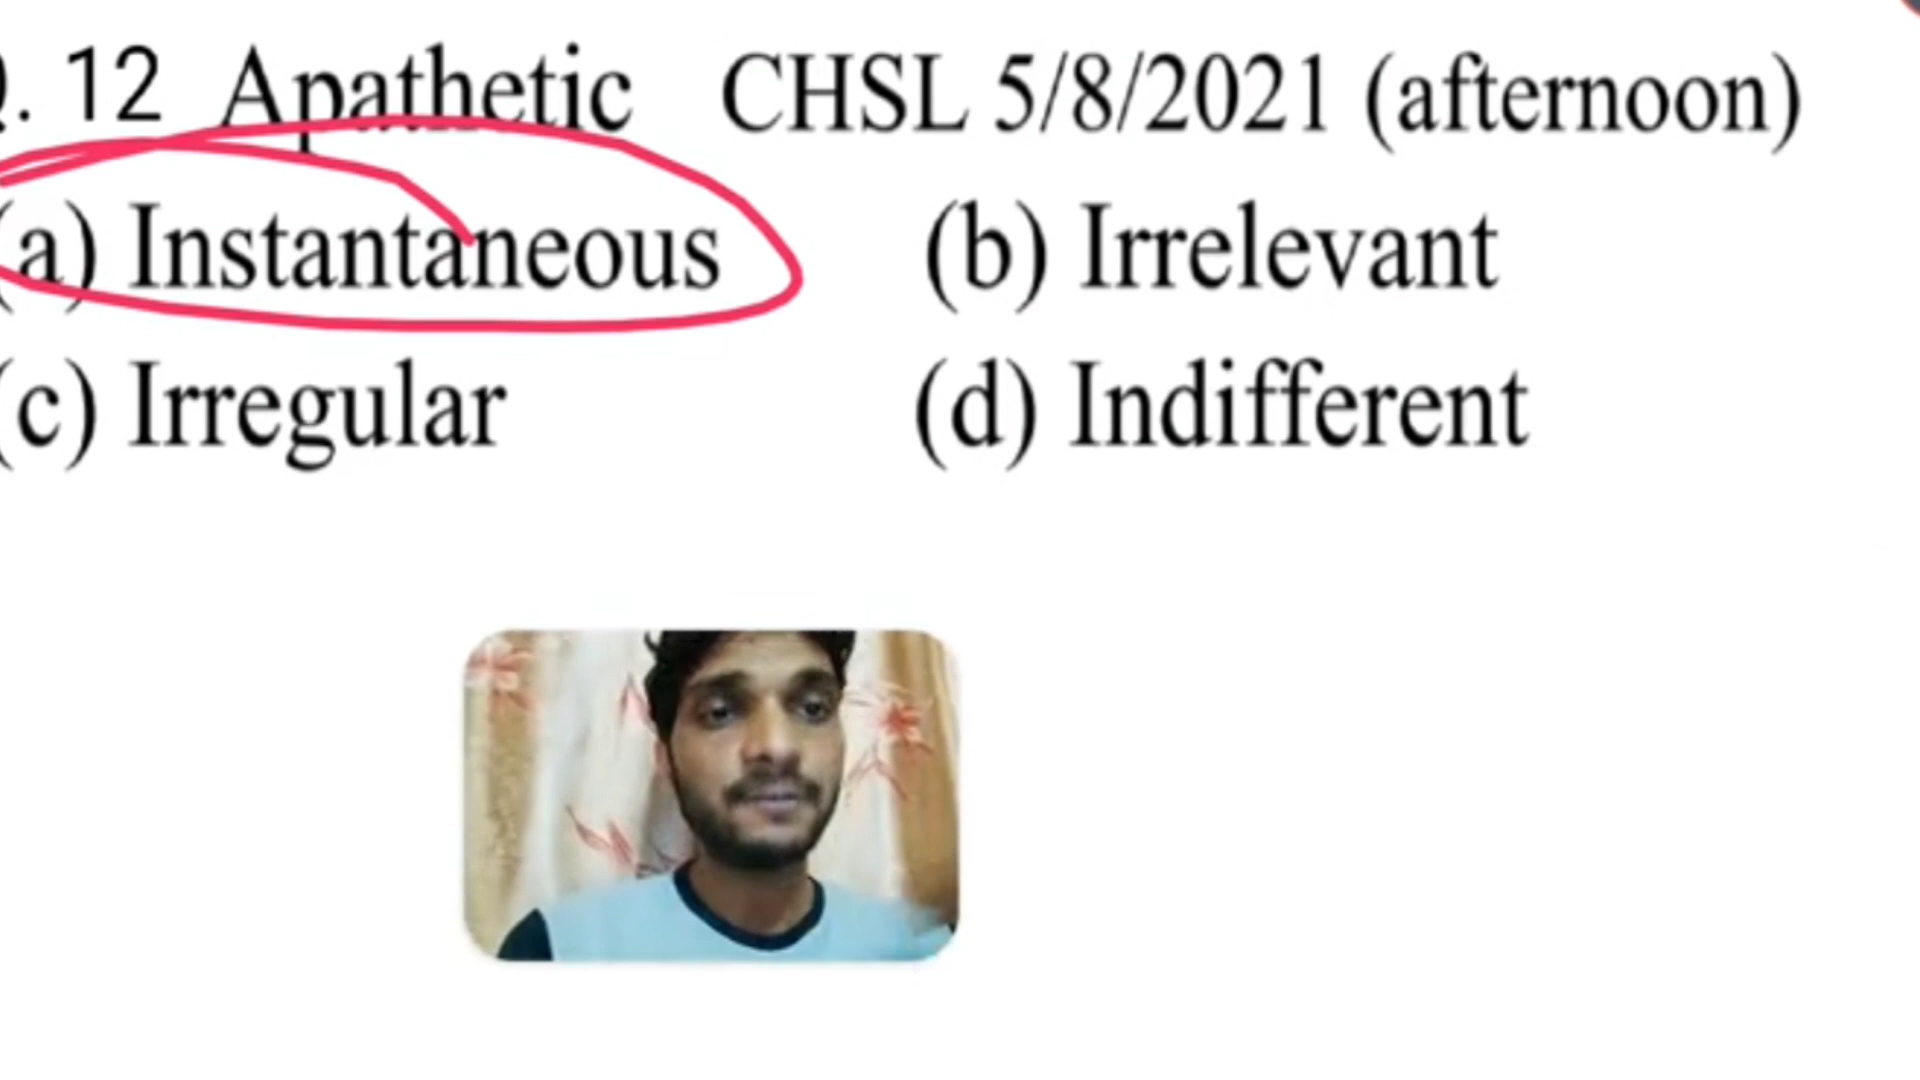 . 12 Apathetic CHSL 5/8/2021 (afternoon)
(a) Instantaneous (b) Irrelevant
(c) Irregular (d) Indifferent